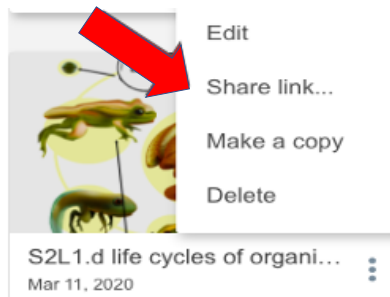 Edit
Share link...
Make a copy
Delete
S2L1.d life cycles of organi...
Mar 11, 2020